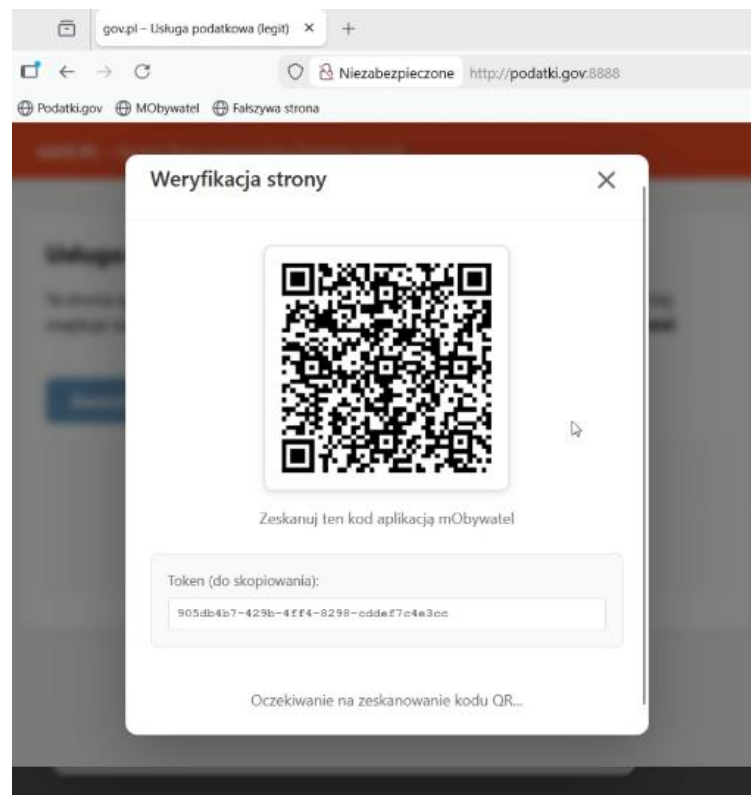 gov.pl – Usługa podatkowa (legit)
Niezabezpieczone http://podatki.gov:8888
Podatki.gov MObywatel Fałszywa strona
Weryfikacja strony
Zeskanuj ten kod aplikacją mObywatel
Token (do skopiowania):
905db4b7-429b-4ff4-8298-cddef7c4e3cc
Oczekiwanie na zeskanowanie kodu QR...